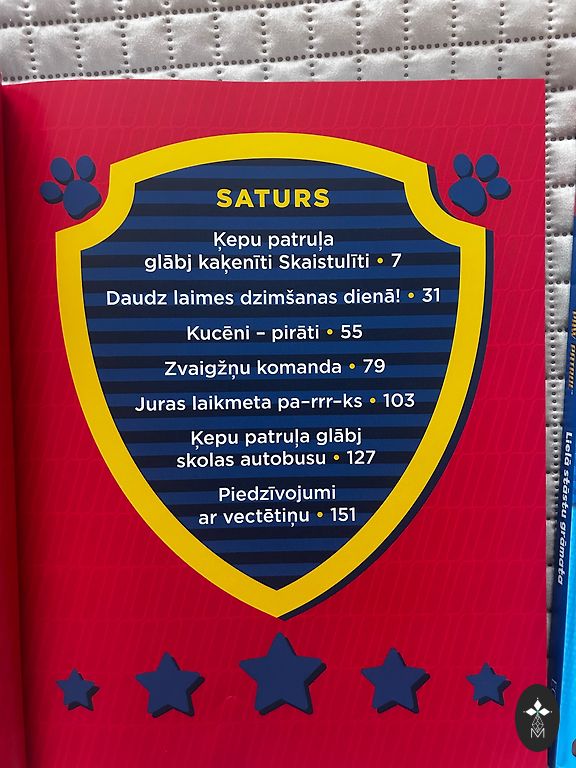 SATURS
Ķepu patruļa
glābj kaķenīti Skaistulīti • 7
Daudz laimes dzimšanas dienā! • 31
Kucēni – pirāti • 55
Zvaigžņu komanda • 79
Juras laikmeta pa–rrr–ks • 103
Ķepu patruļa glābj
skolas autobusu • 127
Piedzīvojumi
ar vectētiņu • 151
Lielā stāstu grāmata
M